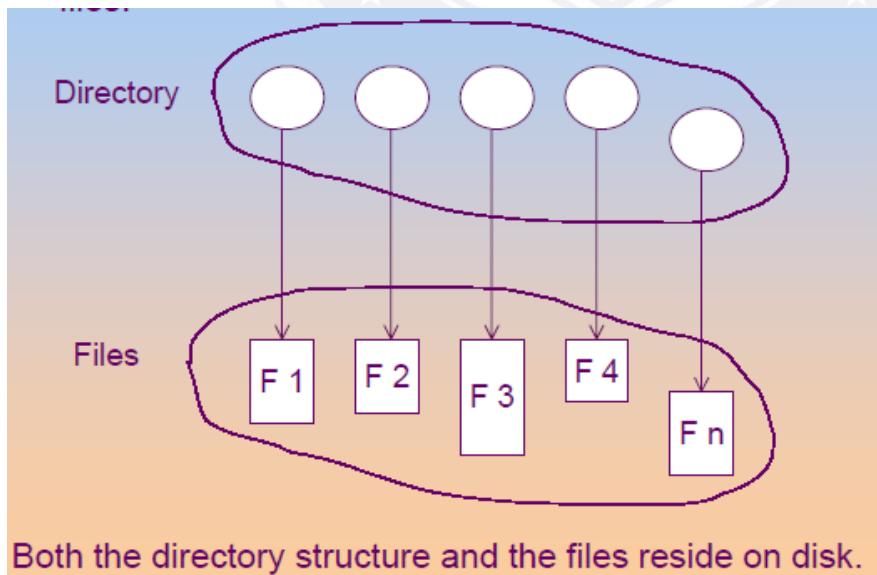 Directory
Files
F 1
F 2
F 3
F 4
F n
Both the directory structure and the files reside on disk.